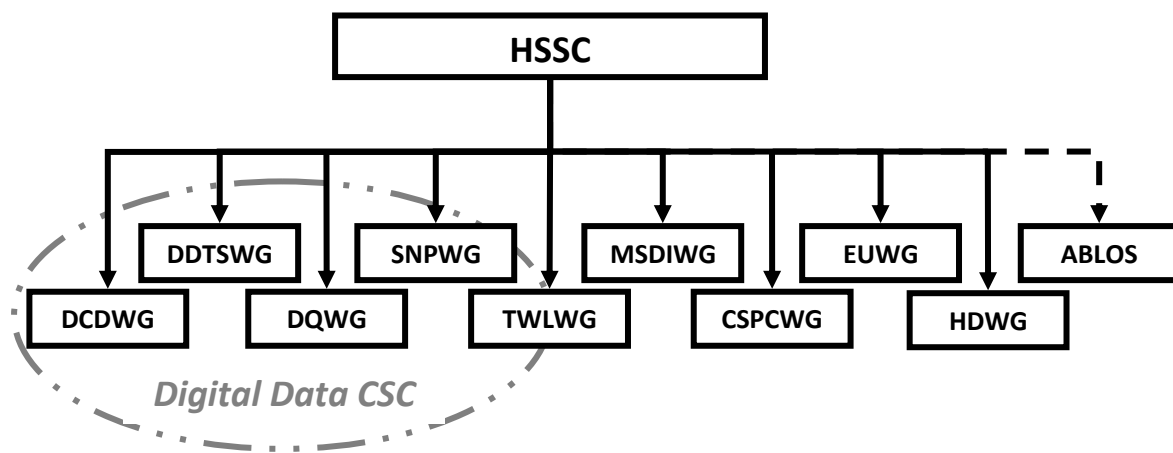 HSSC
DDTSWG
SNPWG
MSDIWG
EUWG
ABLOS
DCDWG
DQWG
TWLWG
CSPCWG
HDWG
Digital Data CSC